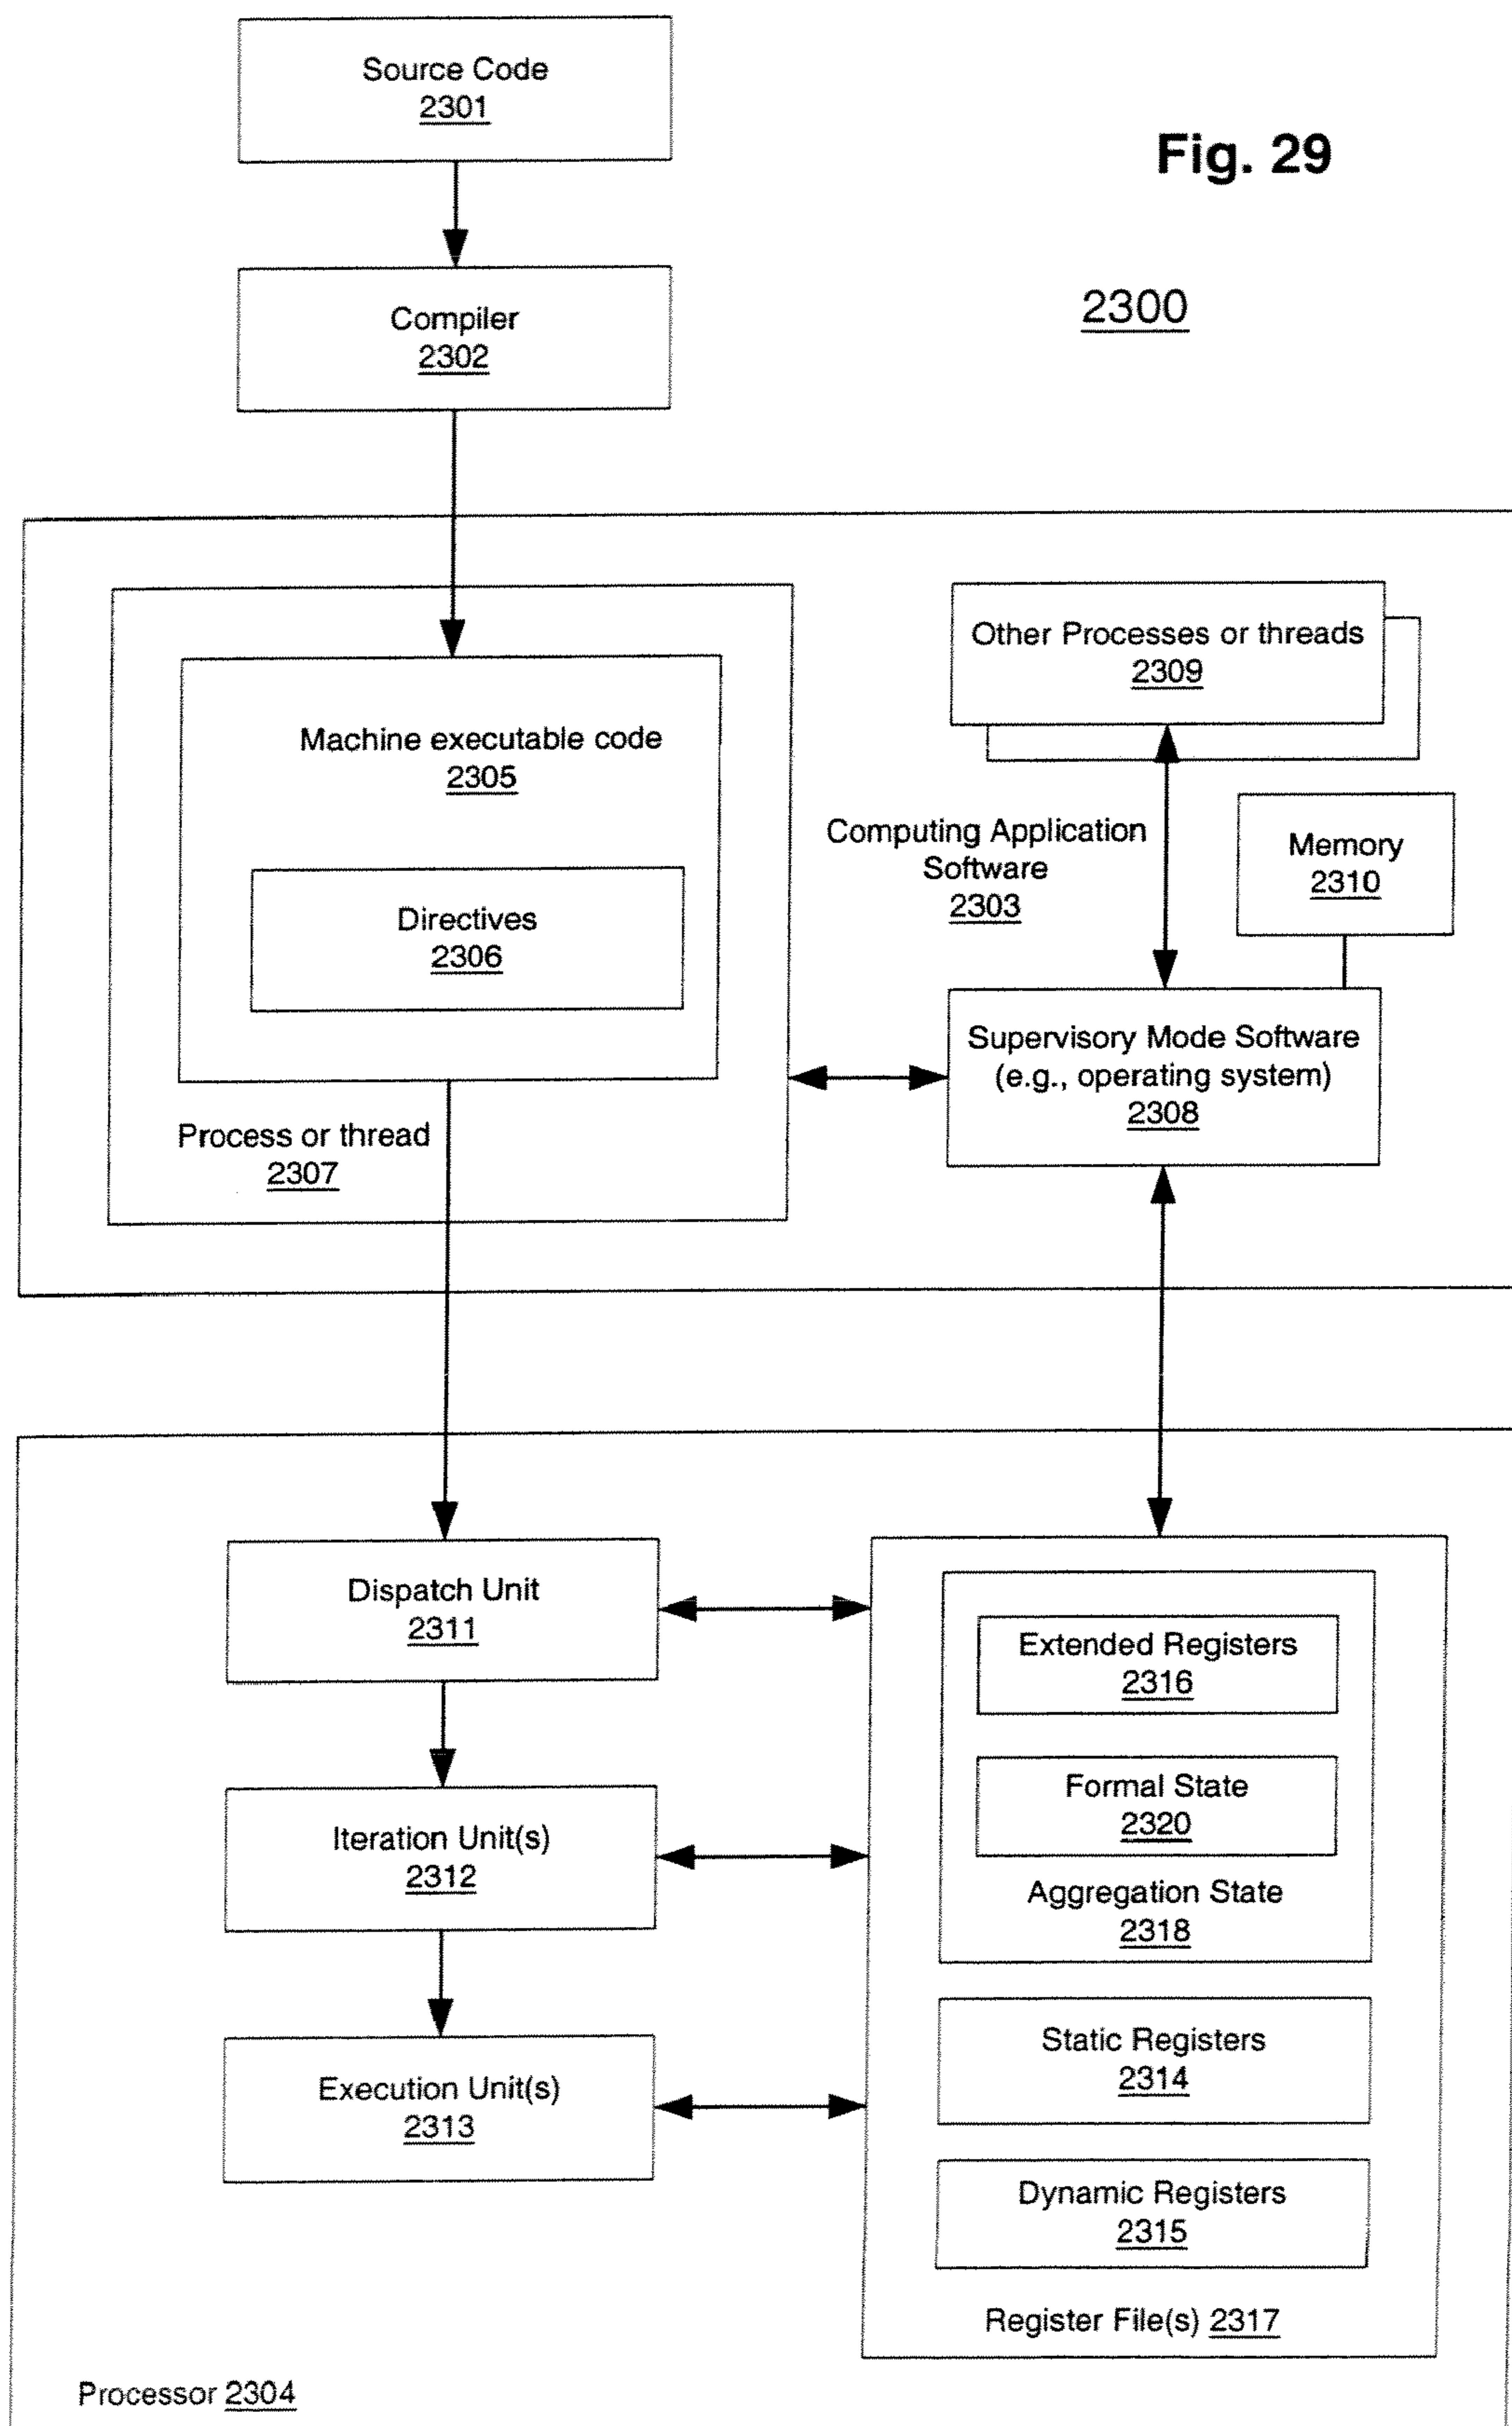 Source Code
2301
Fig. 29
Compiler
2302
2300
Other Processes or threads
2309
Machine executable code
2305
Computing Application
Software
2303
Memory
2310
Directives
2306
Supervisory Mode Software
(e.g., operating system)
2308
Process or thread
2307
Dispatch Unit
2311
Extended Registers
2316
Formal State
2320
Iteration Unit(s)
2312
Aggregation State
2318
Static Registers
2314
Execution Unit(s)
2313
Dynamic Registers
2315
Register File(s) 2317
Processor 2304